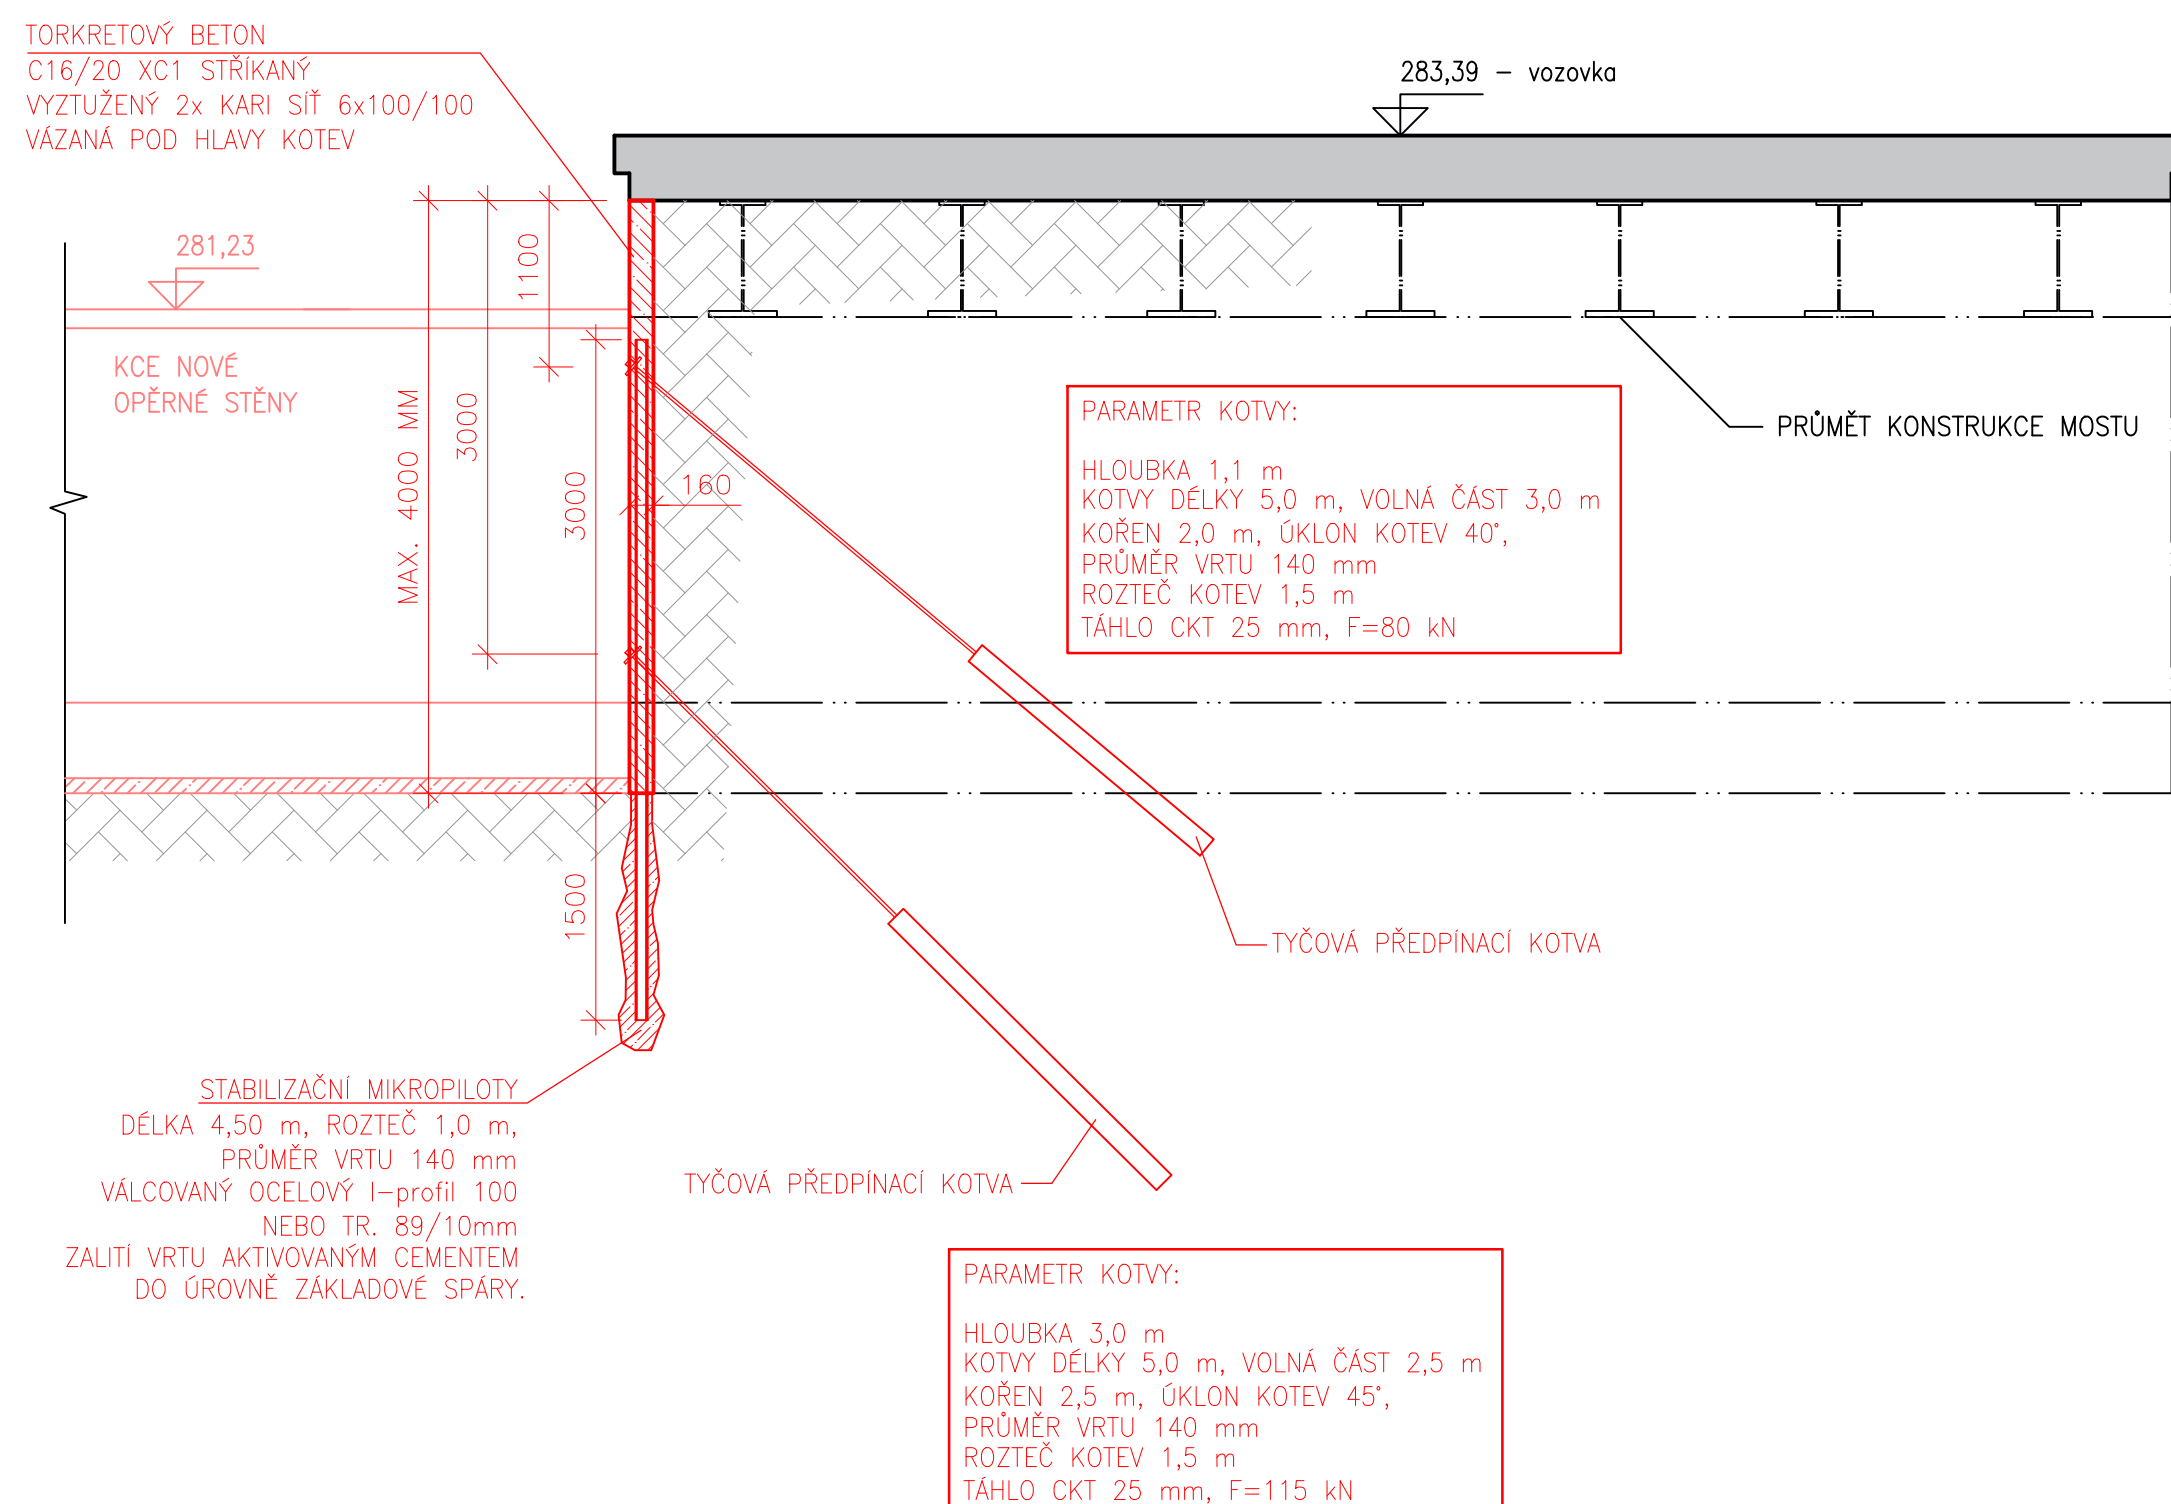 TORKRETOVÝ BETON
C16/20 XC1 STŘÍKANÝ
VYZTUŽENÝ 2x KARI SÍŤ 6x100/100
VÁZANÁ POD HLAVY KOTEV
283,39 – vozovka
281,23
KCE NOVÉ
OPĚRNÉ STĚNY
MAX. 4000 MM
3000
1100
3000
160
1500
PARAMETR KOTVY:
HLOUBKA 1,1 m
KOTVY DÉLKY 5,0 m, VOLNÁ ČÁST 3,0 m
KOŘEN 2,0 m, ÚKLON KOTEV 40°,
PRŮMĚR VRTU 140 mm
ROZTEČ KOTEV 1,5 m
TÁHLO CKT 25 mm, F=80 kN
PRŮMĚT KONSTRUKCE MOSTU
TYČOVÁ PŘEDPÍNACÍ KOTVA
STABILIZAČNÍ MIKROPILOTY
DÉLKA 4,50 m, ROZTEČ 1,0 m,
PRŮMĚR VRTU 140 mm
VÁLCOVANÝ OCELOVÝ I–profil 100
NEBO TR. 89/10mm
ZALITÍ VRTU AKTIVOVANÝM CEMENTEM
DO ÚROVNĚ ZÁKLADOVÉ SPÁRY.
TYČOVÁ PŘEDPÍNACÍ KOTVA
PARAMETR KOTVY:
HLOUBKA 3,0 m
KOTVY DÉLKY 5,0 m, VOLNÁ ČÁST 2,5 m
KOŘEN 2,5 m, ÚKLON KOTEV 45°,
PRŮMĚR VRTU 140 mm
ROZTEČ KOTEV 1,5 m
TÁHLO CKT 25 mm, F=115 kN